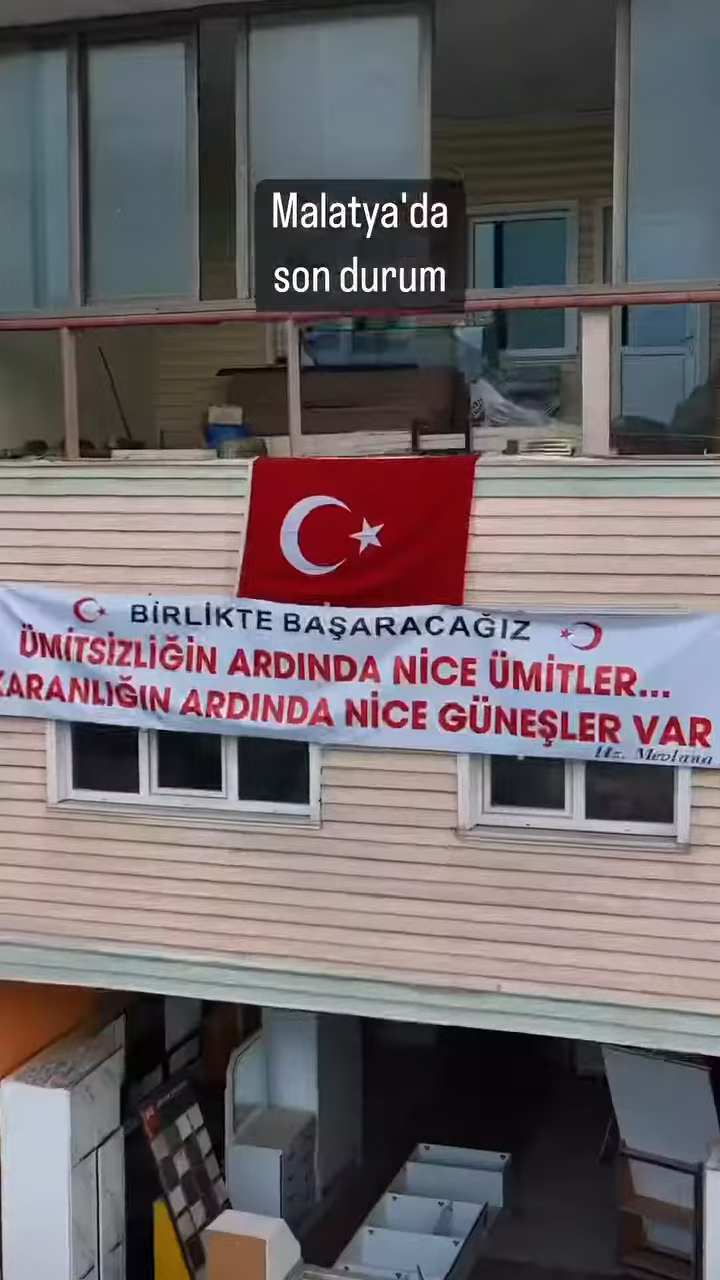 Malatya'da
son durum
BİRLİKTE BAŞARACAĞIZ
ÜMİTSİZLİĞİN ARDINDA NİCE ÜMİTLER...
KARANLIĞIN ARDINDA NİCE GÜNEŞLER VAR
Hz. Mevlana